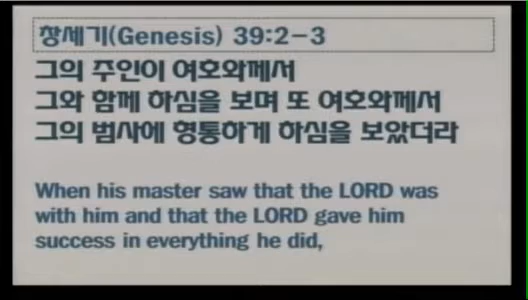 창세기(Genesis) 39:2-3
그의 주인이 여호와께서
그와 함께 하심을 보며 또 여호와께서
그의 범사에 형통하게 하심을 보았더라
When his master saw that the LORD was
with him and that the LORD gave him
success in everything he did,